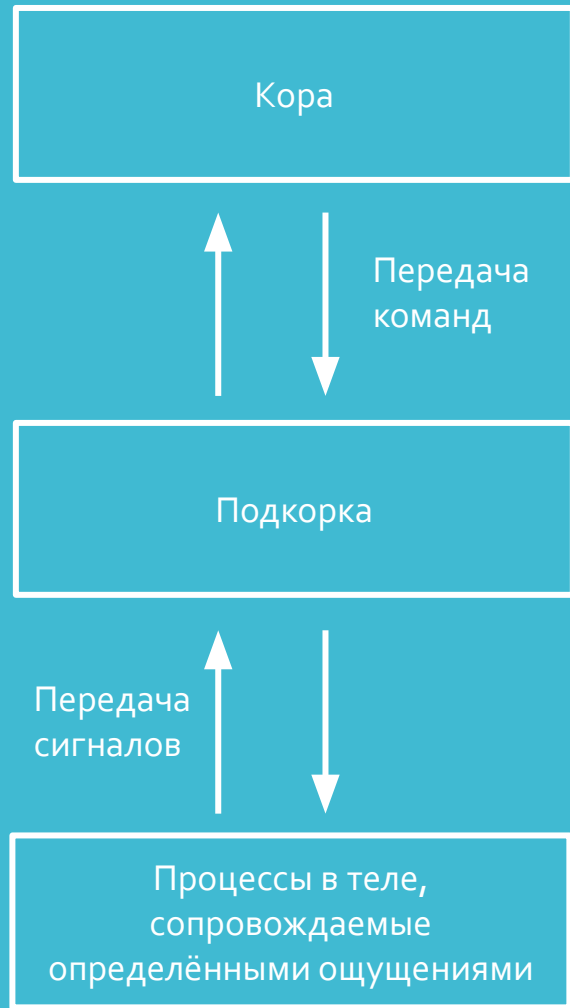 Кора
Передача
команд
Подкорка
Передача
сигналов
Процессы в теле,
сопровождаемые
определёнными ощущениями